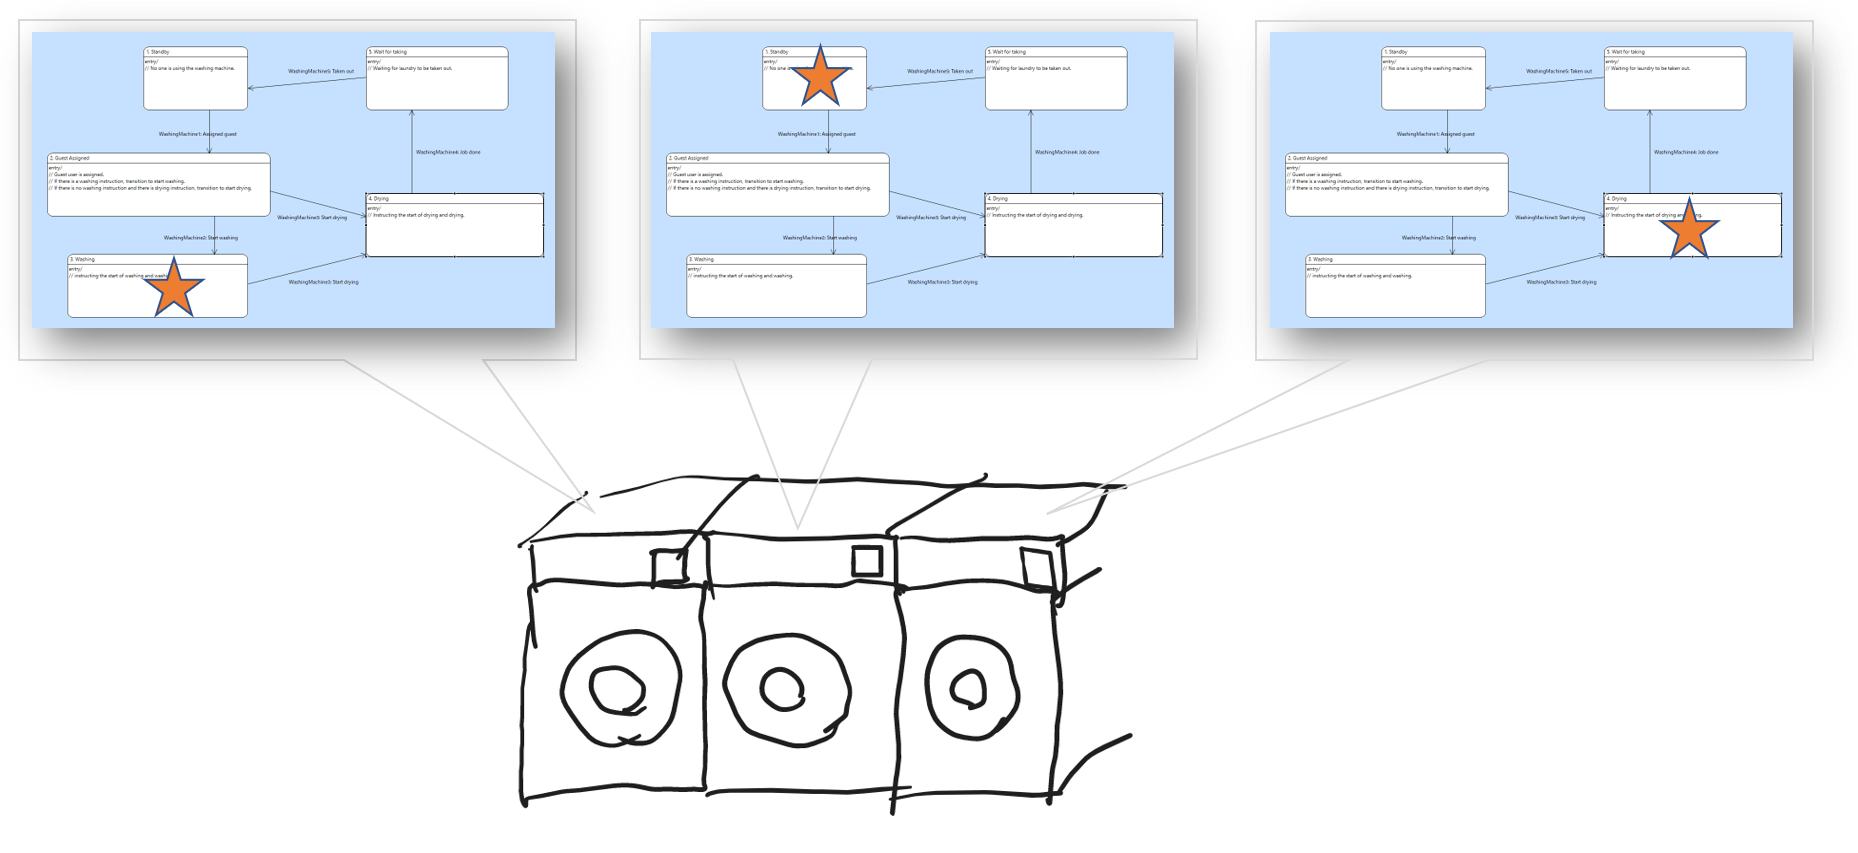 1. Standby
entry/
// No one is using the washing machine.
5. Wait for taking
entry/
// Waiting for laundry to be taken out.
WashingMachine5: Taken out
WashingMachine1: Assigned guest
WashingMachine4: Job done
2. Guest Assigned
entry/
// Guest user is assigned.
// If there is a washing instruction, transition to start washing.
// If there is no washing instruction and there is drying instruction, transition to start drying.
4. Drying
entry/
// Instructing the start of drying and drying.
WashingMachine3: Start drying
WashingMachine2: Start washing
3. Washing
entry/
// instructing the start of washing and wash
WashingMachine3: Start drying
1. Standby
entry/
// No one
5. Wait for taking
entry/
// Waiting for laundry to be taken out.
WashingMachine5: Taken out
WashingMachine1: Assigned guest
WashingMachine4: Job done
2. Guest Assigned
entry/
// Guest user is assigned.
// If there is a washing instruction, transition to start washing.
// If there is no washing instruction and there is drying instruction, transition to start drying.
4. Drying
entry/
// Instructing the start of drying and drying.
WashingMachine3: Start drying
WashingMachine2: Start washing
3. Washing
entry/
// instructing the start of washing and washing.
WashingMachine3: Start drying
1. Standby
entry/
// No one is using the washing machine.
5. Wait for taking
entry/
// Waiting for laundry to be taken out.
WashingMachine5: Taken out
WashingMachine1: Assigned guest
WashingMachine4: Job done
2. Guest Assigned
entry/
// Guest user is assigned.
// If there is a washing instruction, transition to start washing.
// If there is no washing instruction and there is drying instruction, transition to start drying.
4. Drying
entry/
// Instructing the start of drying
WashingMachine3: Start drying
WashingMachine2: Start washing
3. Washing
entry/
// instructing the start of washing and washing.
WashingMachine3: Start drying